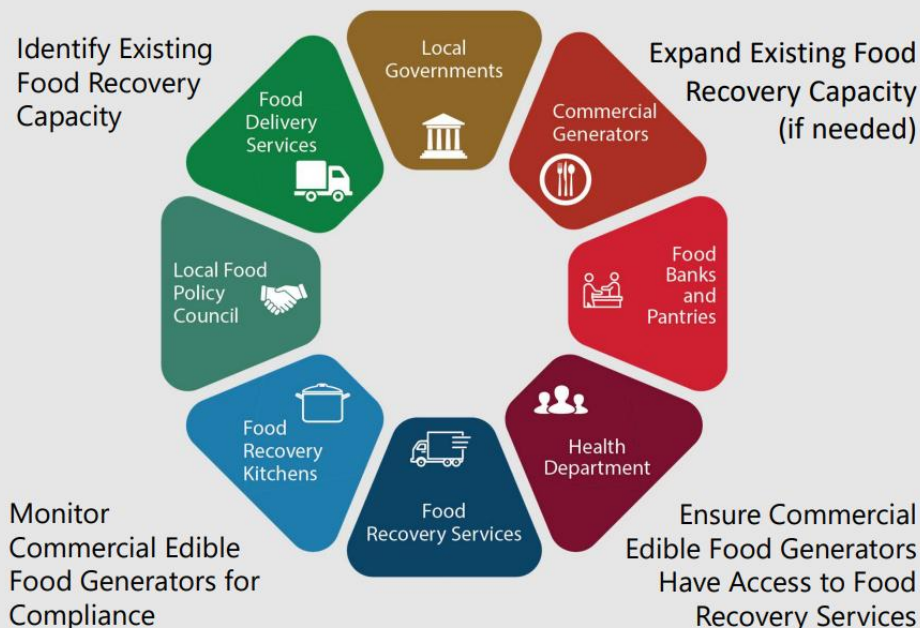 Identify Existing
Food Recovery
Capacity
Local
Governments
Expand Existing Food
Recovery Capacity
(if needed)
Food
Delivery
Services
Commercial
Generators
Local Food
Policy
Council
Food
Banks
and
Pantries
Food
Recovery
Kitchens
Health
Department
Food
Recovery Services
Monitor
Commercial Edible
Food Generators for
Compliance
Ensure Commercial
Edible Food Generators
Have Access to Food
Recovery Services